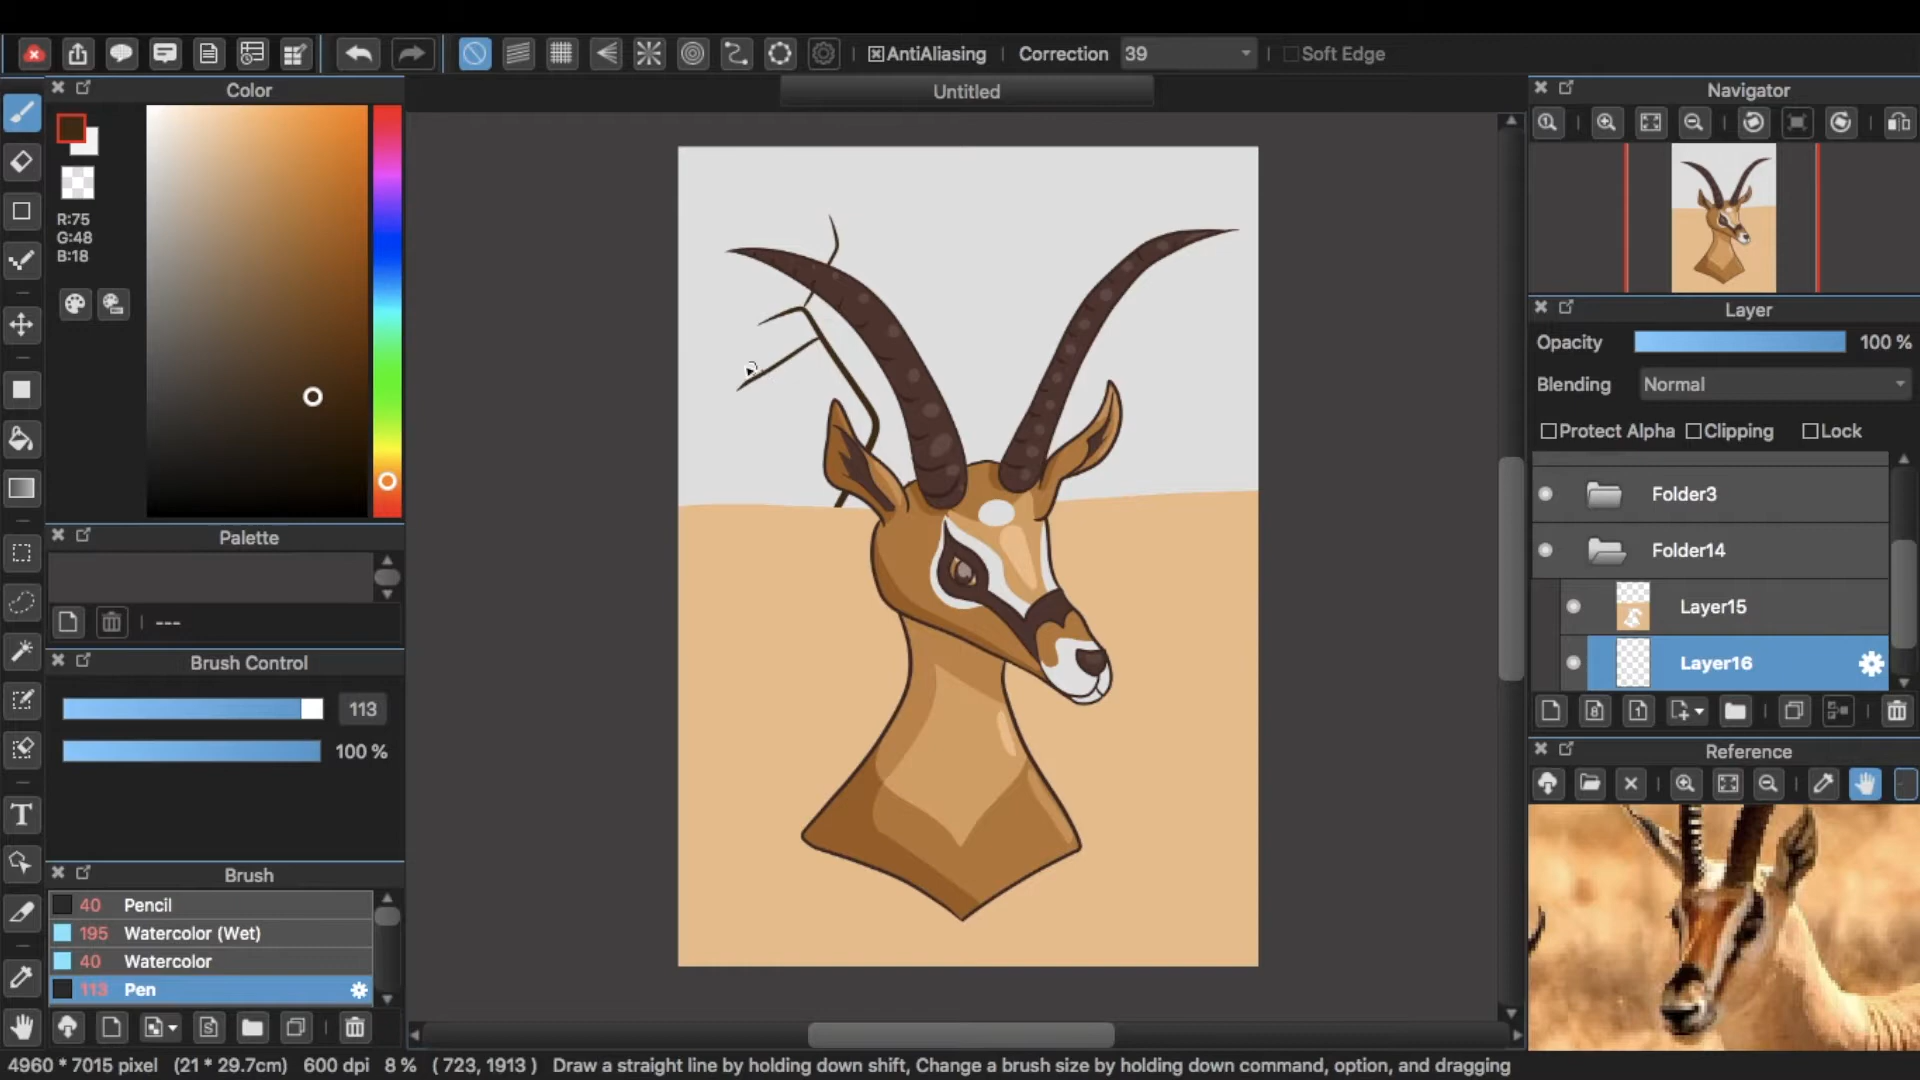 AntiAliasing Correction 39 Soft Edge
Untitled
Color
R:75
G:48
B:18
Palette
---
Brush Control
113
100 %
Brush
40 Pencil
195 Watercolor (Wet)
40 Watercolor
113 Pen
Navigator
Layer
Opacity 100 %
Blending Normal
Protect Alpha Clipping Lock
Folder3
Folder14
Layer15
Layer16
Reference
4960 * 7015 pixel (21 * 29.7cm) 600 dpi 8 % ( 723, 1913 ) Draw a straight line by holding down shift, Change a brush size by holding down command, option, and dragging